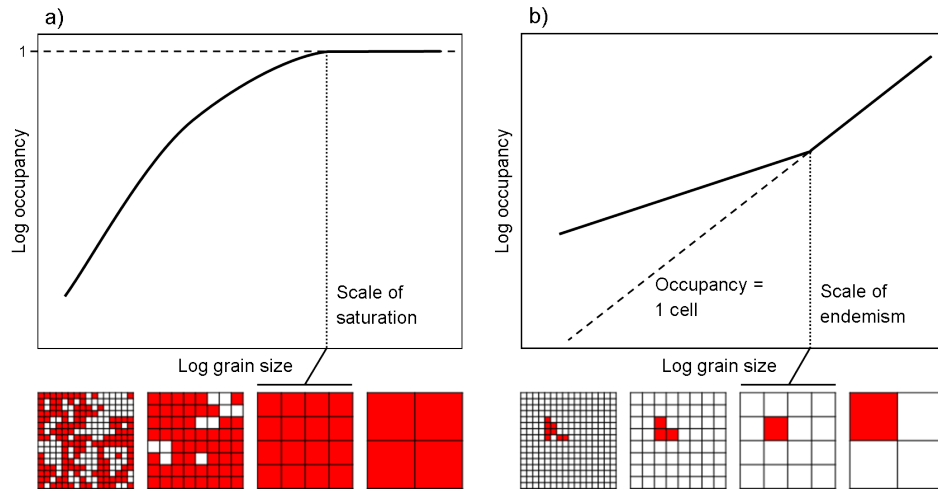 a)
1
Log occupancy
Scale of
saturation
Log grain size
b)
Log occupancy
Occupancy =
1 cell
Scale of
endemism
Log grain size